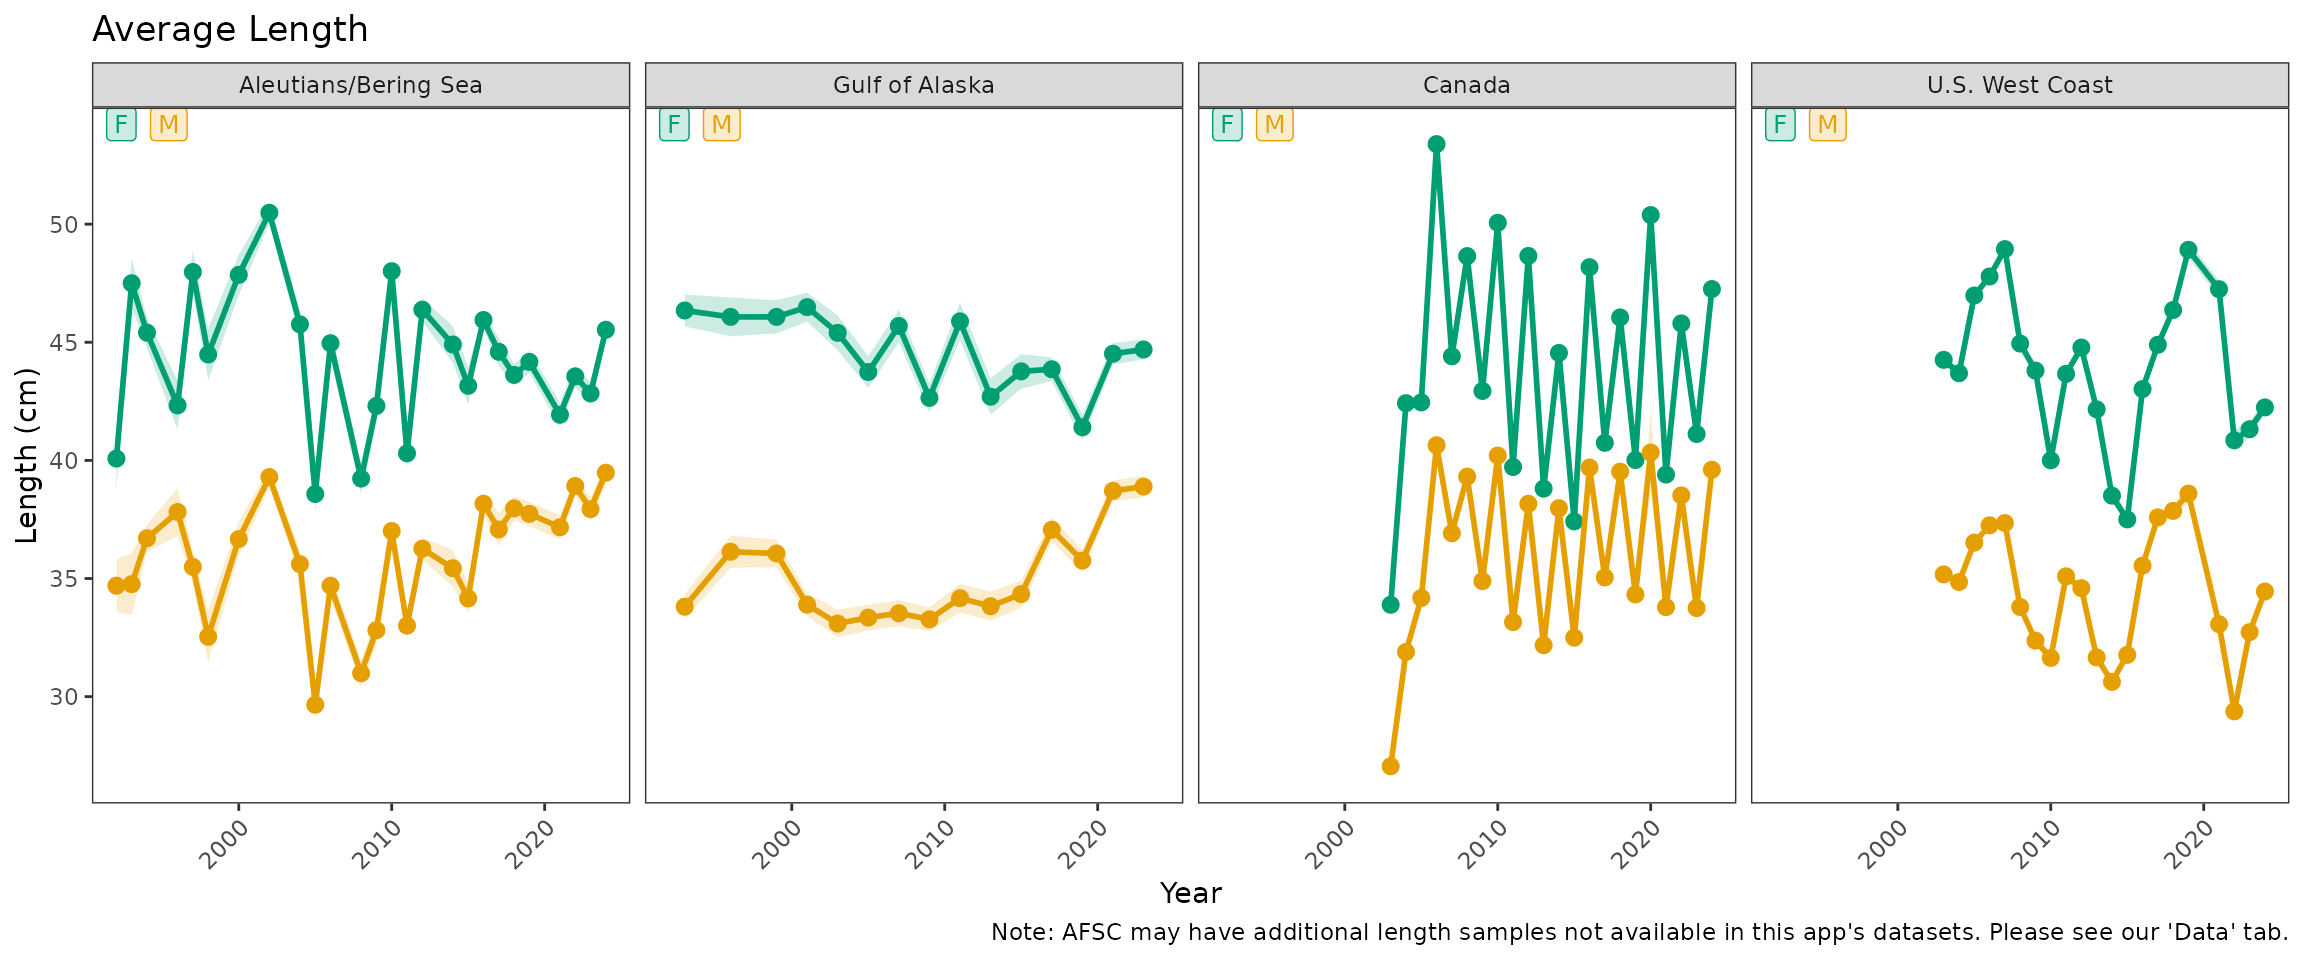 Average Length
Aleutians/Bering Sea
Gulf of Alaska
Canada
U.S. West Coast
F M
F M
F M
F M
Length (cm)
50
45
40
35
30
2000 2010 2020
2000 2010 2020
2000 2010 2020
2000 2010 2020
Year
Note: AFSC may have additional length samples not available in this app's datasets. Please see our 'Data' tab.